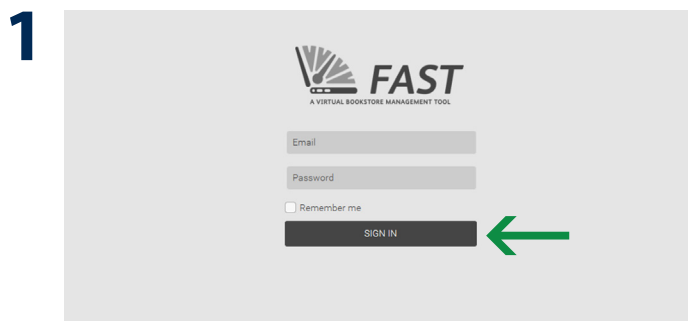 1
FAST
A VIRTUAL BOOKSTORE MANAGEMENT TOOL
Email
Password
Remember me
SIGN IN